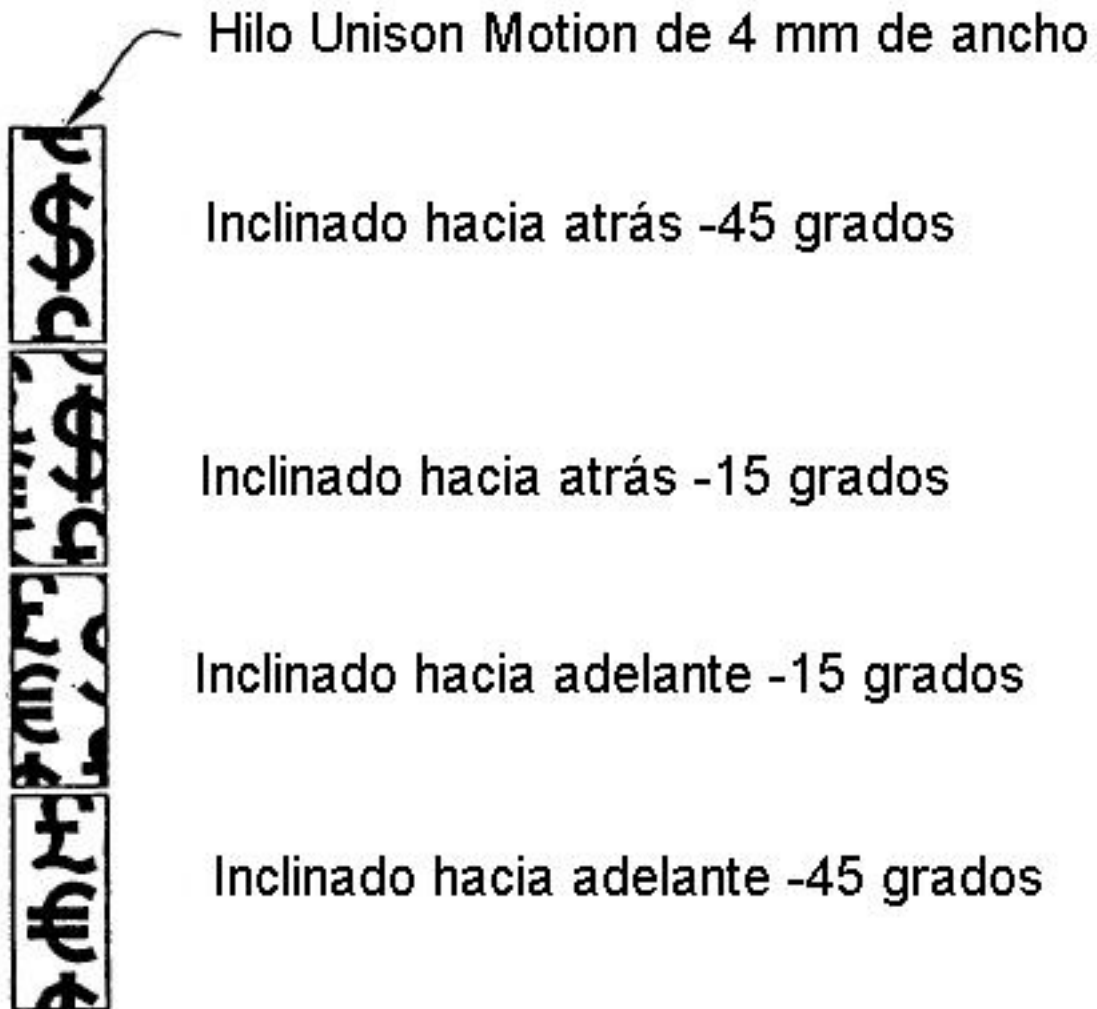 Hilo Unison Motion de 4 mm de ancho
Inclinado hacia atrás -45 grados
Inclinado hacia atrás -15 grados
Inclinado hacia adelante -15 grados
Inclinado hacia adelante -45 grados